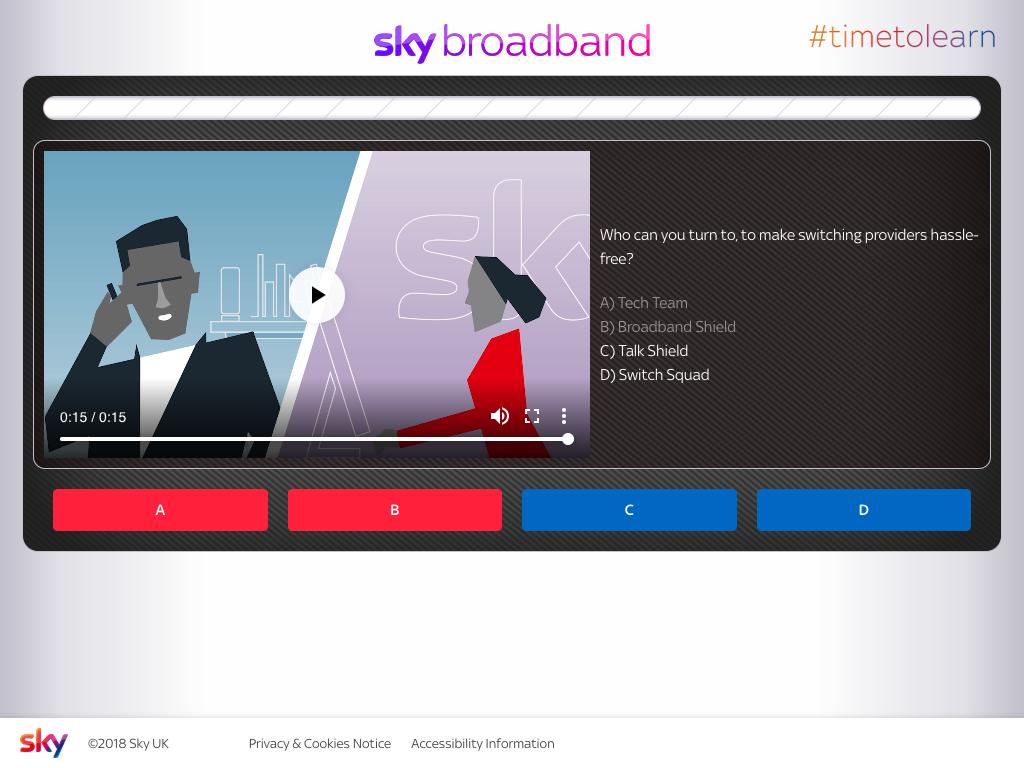 sky broadband
#timetolearn
sk
Who can you turn to, to make switching providers hassle-
free?
A) Tech Team
B) Broadband Shield
C) Talk Shield
D) Switch Squad
0:15 / 0:15
A
B
C
D
sky
©2018 Sky UK
Privacy & Cookies Notice
Accessibility Information